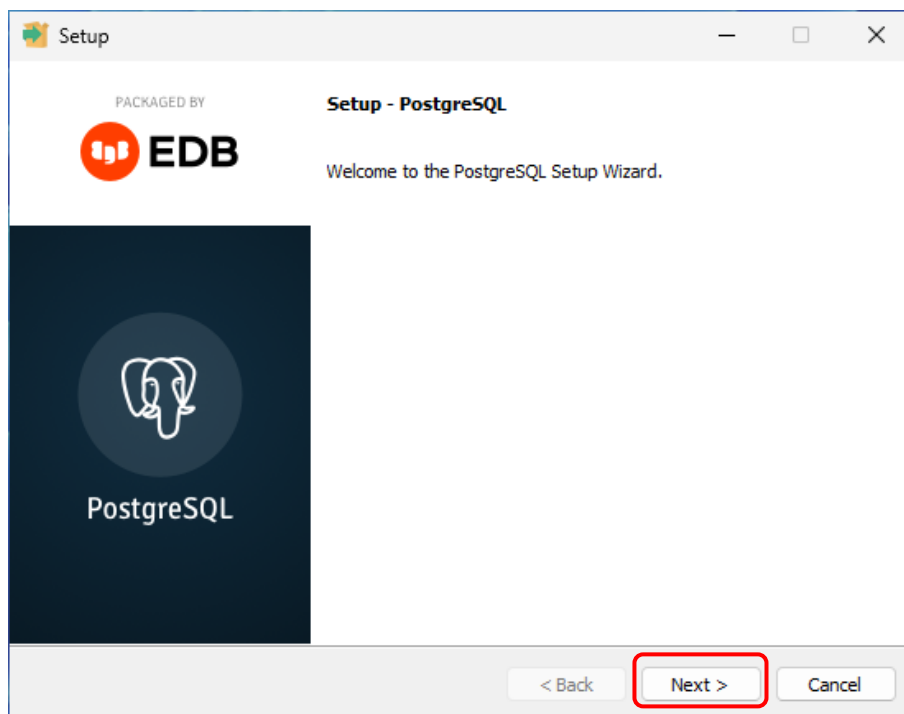 Setup
PACKAGED BY
EDB
Setup - PostgreSQL
Welcome to the PostgreSQL Setup Wizard.
PostgreSQL
< Back
Next >
Cancel